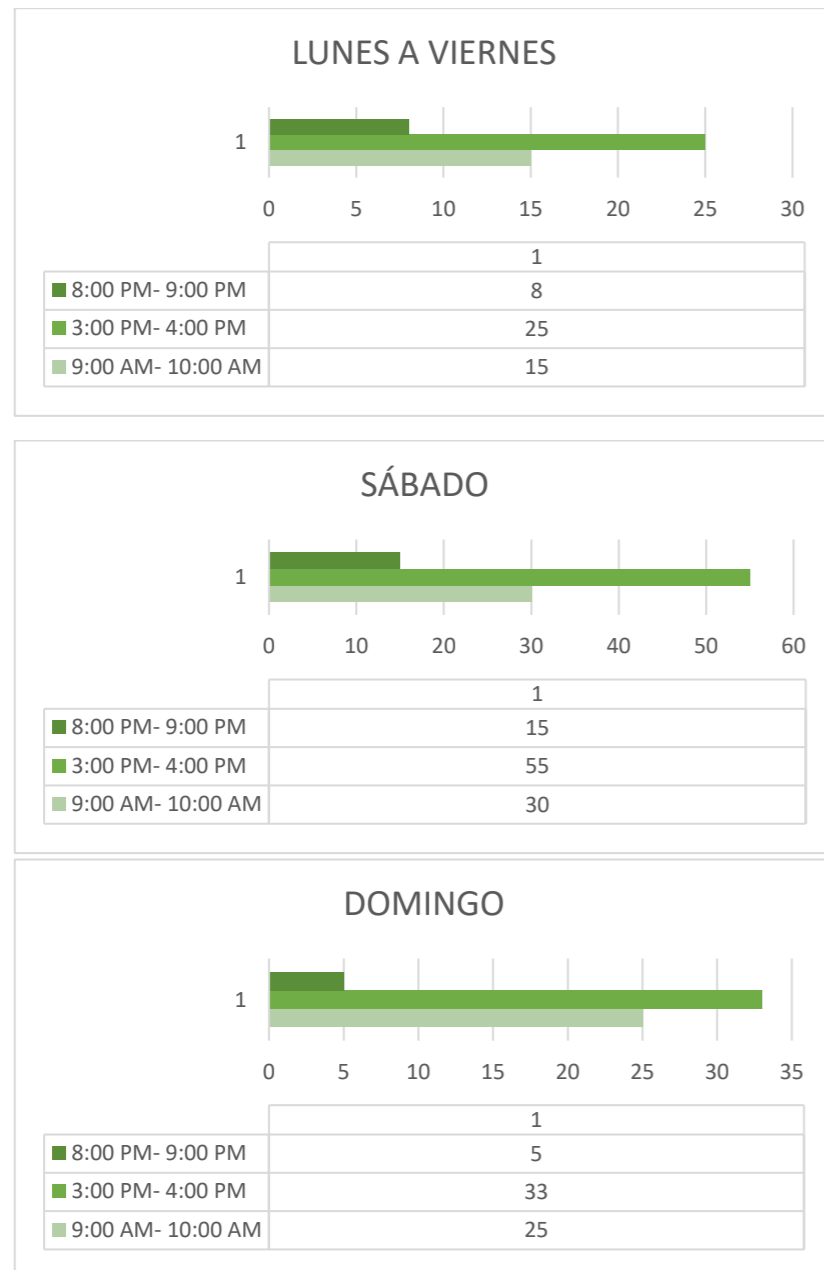 LUNES A VIERNES
1
0 5 10 15 20 25 30
1
8:00 PM- 9:00 PM 8
3:00 PM- 4:00 PM 25
9:00 AM- 10:00 AM 15
SÁBADO
1
0 10 20 30 40 50 60
1
8:00 PM- 9:00 PM 15
3:00 PM- 4:00 PM 55
9:00 AM- 10:00 AM 30
DOMINGO
1
0 5 10 15 20 25 30 35
1
8:00 PM- 9:00 PM 5
3:00 PM- 4:00 PM 33
9:00 AM- 10:00 AM 25